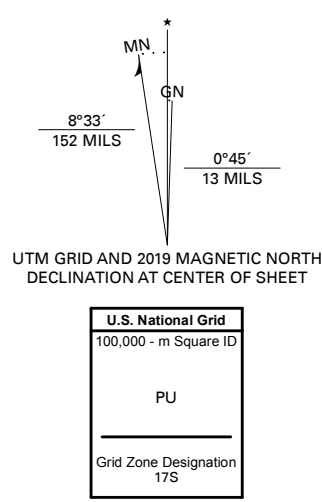 ★
MN
GN
8°33´
152 MILS
0°45´
13 MILS
UTM GRID AND 2019 MAGNETIC NORTH
DECLINATION AT CENTER OF SHEET
U.S. National Grid
100,000 - m Square ID
PU
Grid Zone Designation
17S